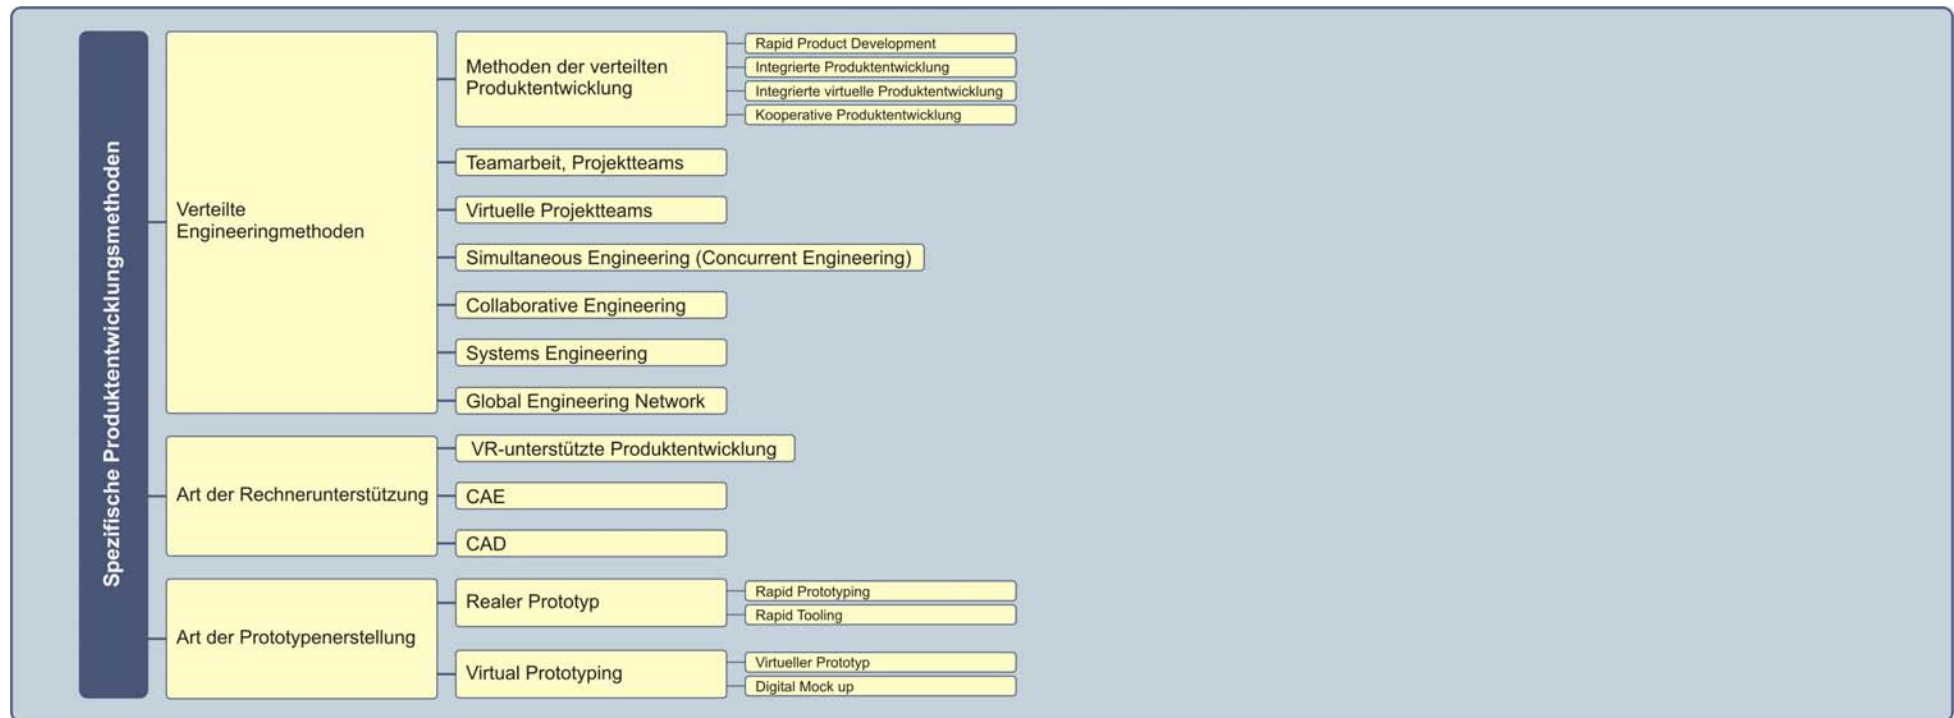 Spezifische Produktentwicklungsmethoden
Verteilte
Engineeringmethoden
Methoden der verteilten
Produktentwicklung
Rapid Product Development
Integrierte Produktentwicklung
Integrierte virtuelle Produktentwicklung
Kooperative Produktentwicklung
Teamarbeit, Projektteams
Virtuelle Projektteams
Simultaneous Engineering (Concurrent Engineering)
Collaborative Engineering
Systems Engineering
Global Engineering Network
Art der Rechnerunterstützung
VR-unterstützte Produktentwicklung
CAE
CAD
Art der Prototypenerstellung
Realer Prototyp
Rapid Prototyping
Rapid Tooling
Virtual Prototyping
Virtueller Prototyp
Digital Mock up